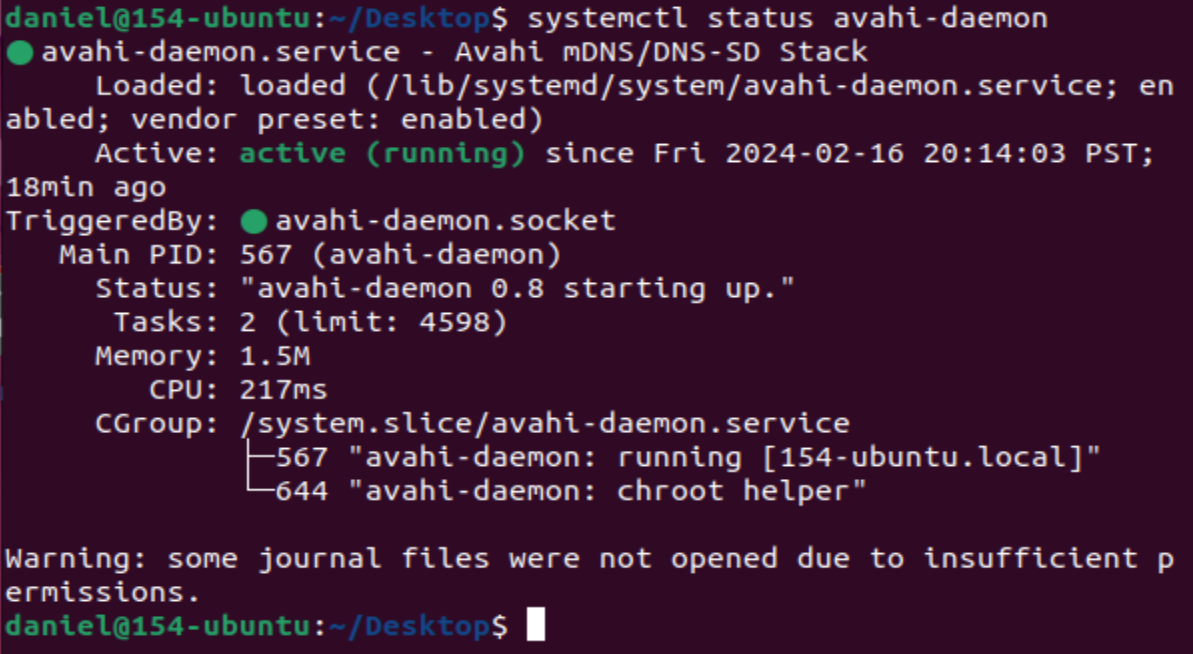 daniel@154-ubuntu:~/Desktop$ systemctl status avahi-daemon
● avahi-daemon.service - Avahi mDNS/DNS-SD Stack
     Loaded: loaded (/lib/systemd/system/avahi-daemon.service; en
abled; vendor preset: enabled)
     Active: active (running) since Fri 2024-02-16 20:14:03 PST;
18min ago
TriggeredBy: ● avahi-daemon.socket
   Main PID: 567 (avahi-daemon)
     Status: "avahi-daemon 0.8 starting up."
      Tasks: 2 (limit: 4598)
     Memory: 1.5M
        CPU: 217ms
     CGroup: /system.slice/avahi-daemon.service
             ├─567 "avahi-daemon: running [154-ubuntu.local]"
             └─644 "avahi-daemon: chroot helper"
Warning: some journal files were not opened due to insufficient p
ermissions.
daniel@154-ubuntu:~/Desktop$